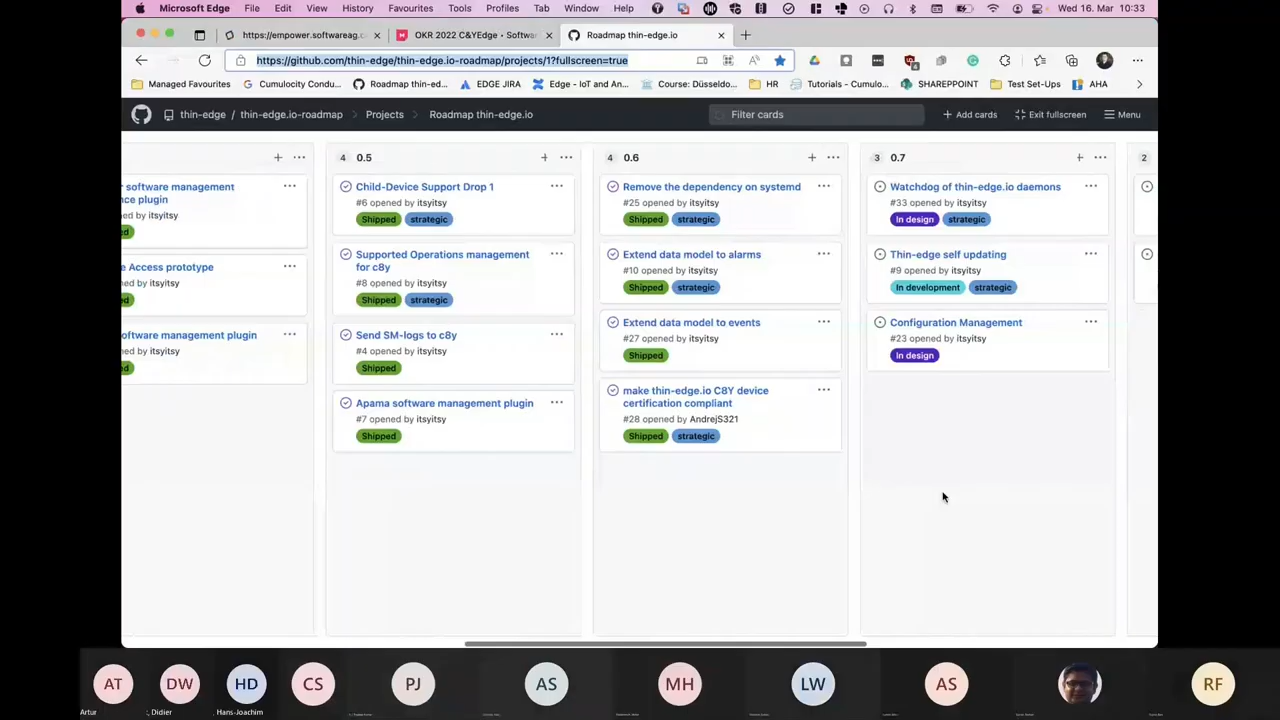 Microsoft Edge File Edit View History Favourites Tools Profiles Tab Window Help Wed 16. Mar 10:33
https://empower.softwareag.c OKR 2022 C&YEdge - Softwar Roadmap thin-edge.io
https://github.com/thin-edge/thin-edge.io-roadmap/projects/1?fullscreen=true
Managed Favourites Cumulocity Condu... Roadmap thin-ed... EDGE JIRA Edge - IoT and An... Course: Düsseldo... HR Tutorials - Cumulo... SHAREPPOINT Test Set-Ups AHA
thin-edge / thin-edge.io-roadmap Projects Roadmap thin-edge.io Filter cards + Add cards Exit fullscreen Menu
r software management
nce plugin
ed by itsyitsy
ed
e Access prototype
ned by itsyitsy
ed
oftware management plugin
ned by itsyitsy
ed
4 0.5
Child-Device Support Drop 1
#6 opened by itsyitsy
Shipped strategic
Supported Operations management
for c8y
#8 opened by itsyitsy
Shipped strategic
Send SM-logs to c8y
#4 opened by itsyitsy
Shipped
Apama software management plugin
#7 opened by itsyitsy
Shipped
4 0.6
Remove the dependency on systemd
#25 opened by itsyitsy
Shipped strategic
Extend data model to alarms
#10 opened by itsyitsy
Shipped strategic
Extend data model to events
#27 opened by itsyitsy
Shipped
make thin-edge.io C8Y device
certification compliant
#28 opened by AndrejS321
Shipped strategic
3 0.7
Watchdog of thin-edge.io daemons
#33 opened by itsyitsy
In design strategic
Thin-edge self updating
#9 opened by itsyitsy
In development strategic
Configuration Management
#23 opened by itsyitsy
In design
2
AT DW HD CS PJ AS MH LW AS RF
Artur , Didier , Hans-Joachim